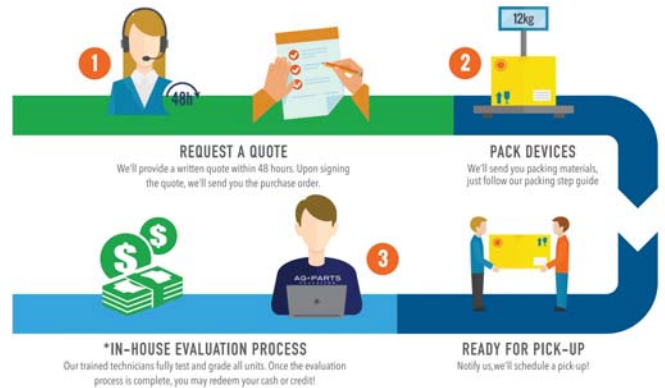 1
48h
2
12kg
REQUEST A QUOTE
We'll provide a written quote within 48 hours. Upon signing
the quote, we'll send you the purchase order.
PACK DEVICES
We'll send you packing materials,
just follow our packing step guide
3
AG-PARTS
*IN-HOUSE EVALUATION PROCESS
Our trained technicians fully test and grade all units. Once the evaluation
process is complete, you may redeem your cash or credit!
READY FOR PICK-UP
Notify us,we'll schedule a pick-up!